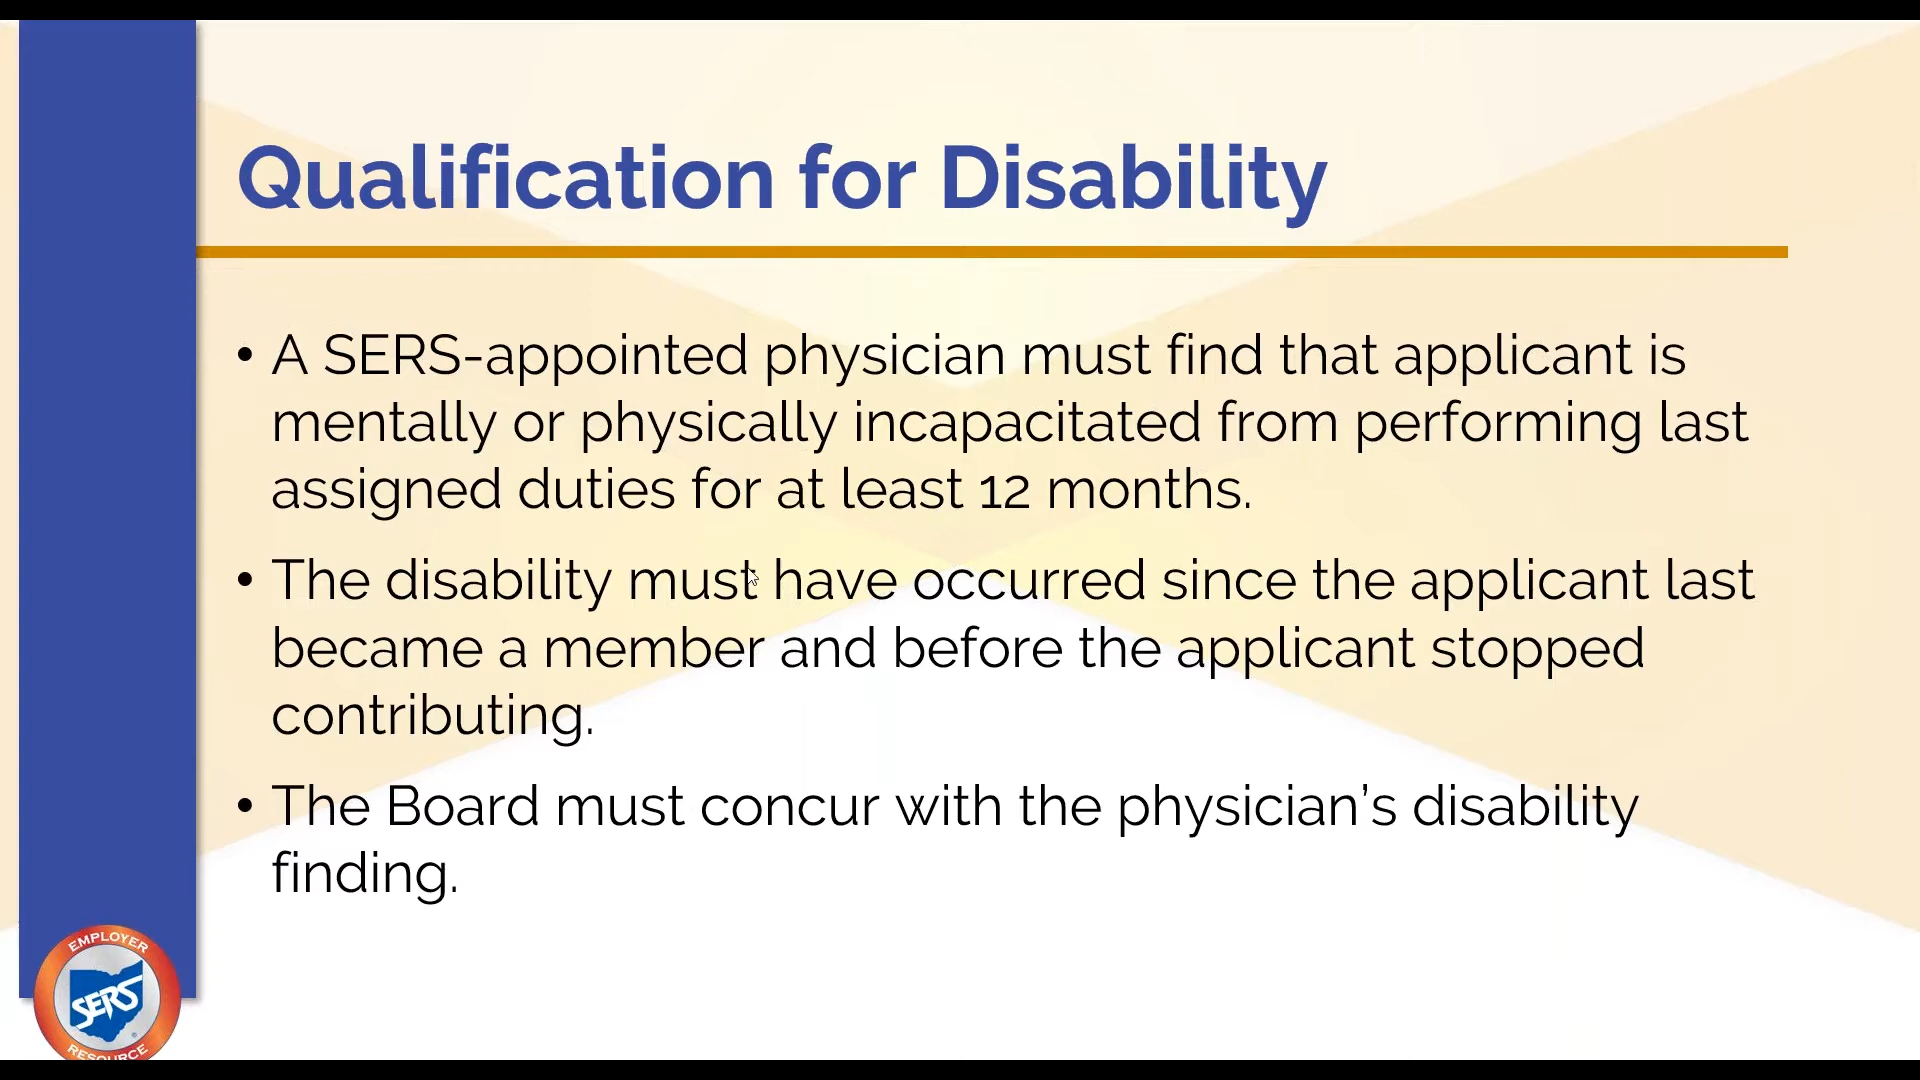 Qualification for Disability
• A SERS-appointed physician must find that applicant is
mentally or physically incapacitated from performing last
assigned duties for at least 12 months.
• The disability must have occurred since the applicant last
became a member and before the applicant stopped
contributing.
• The Board must concur with the physician’s disability
finding.
EMPLOYER
SERS
RESOURCE